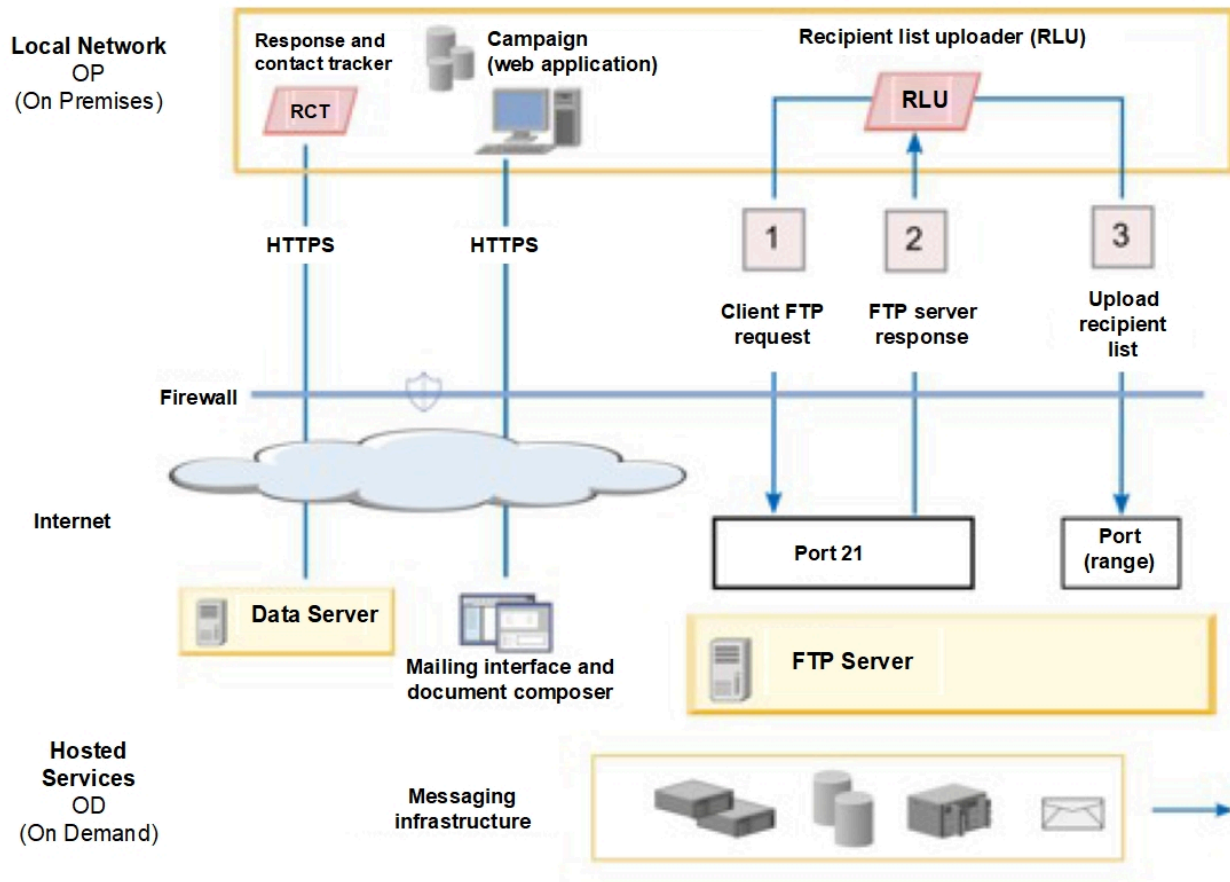 Local Network
OP
(On Premises)
Response and
contact tracker
RCT
Campaign
(web application)
Recipient list uploader (RLU)
RLU
HTTPS
HTTPS
1
2
3
Client FTP
request
FTP server
response
Upload
recipient
list
Firewall
Internet
Port 21
Port
(range)
Data Server
Mailing interface and
document composer
FTP Server
Hosted
Services
OD
(On Demand)
Messaging
infrastructure